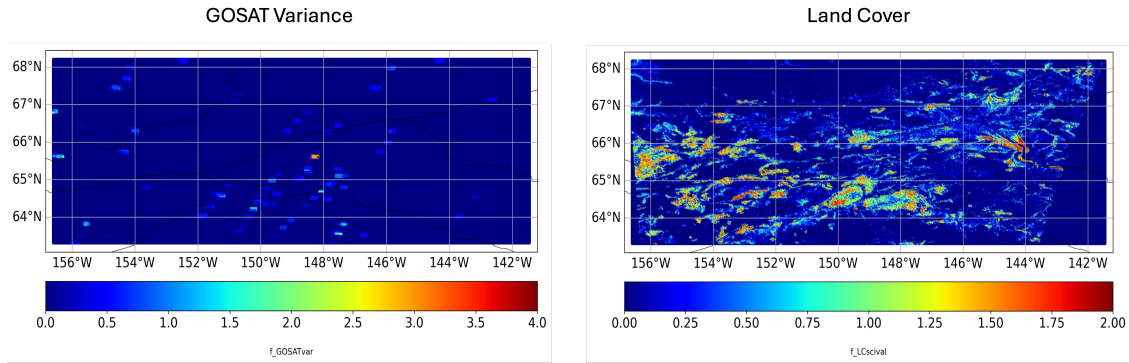 GOSAT Variance
Land Cover
68°N
67°N
66°N
65°N
64°N
156°W 154°W 152°W 150°W 148°W 146°W 144°W 142°W
0.0 0.5 1.0 1.5 2.0 2.5 3.0 3.5 4.0
f_GOSATvar
68°N
67°N
66°N
65°N
64°N
156°W 154°W 152°W 150°W 148°W 146°W 144°W 142°W
0.00 0.25 0.50 0.75 1.00 1.25 1.50 1.75 2.00
f_LCscival